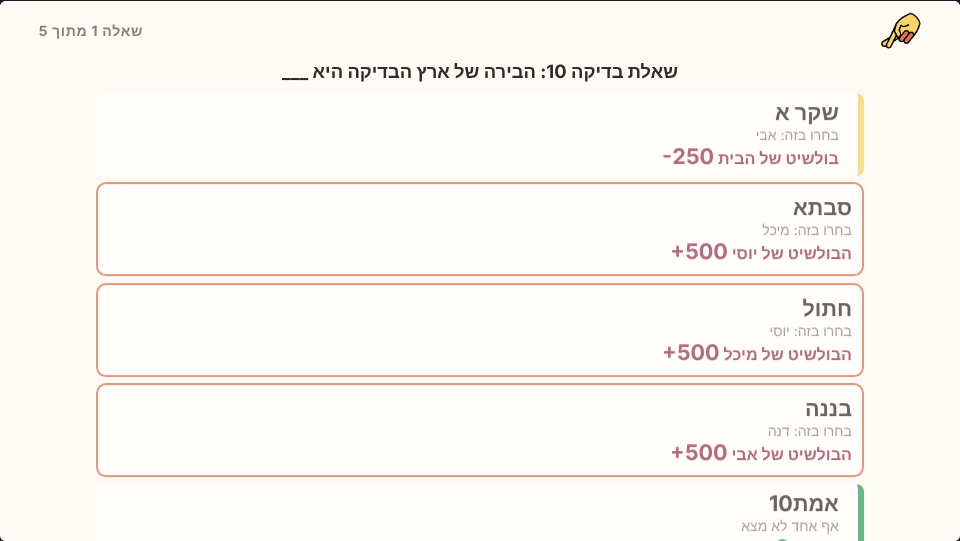 שאלה 1 מתוך 5
שאלת בדיקה 10: הבירה של ארץ הבדיקה היא ___
שקר א
בחרו בזה: אבי
בולשיט של הבית 250-
סבתא
בחרו בזה: מיכל
הבולשיט של יוסי 500+
חתול
בחרו בזה: יוסי
הבולשיט של מיכל 500+
בננה
בחרו בזה: דנה
הבולשיט של אבי 500+
אמת10
אף אחד לא מצא